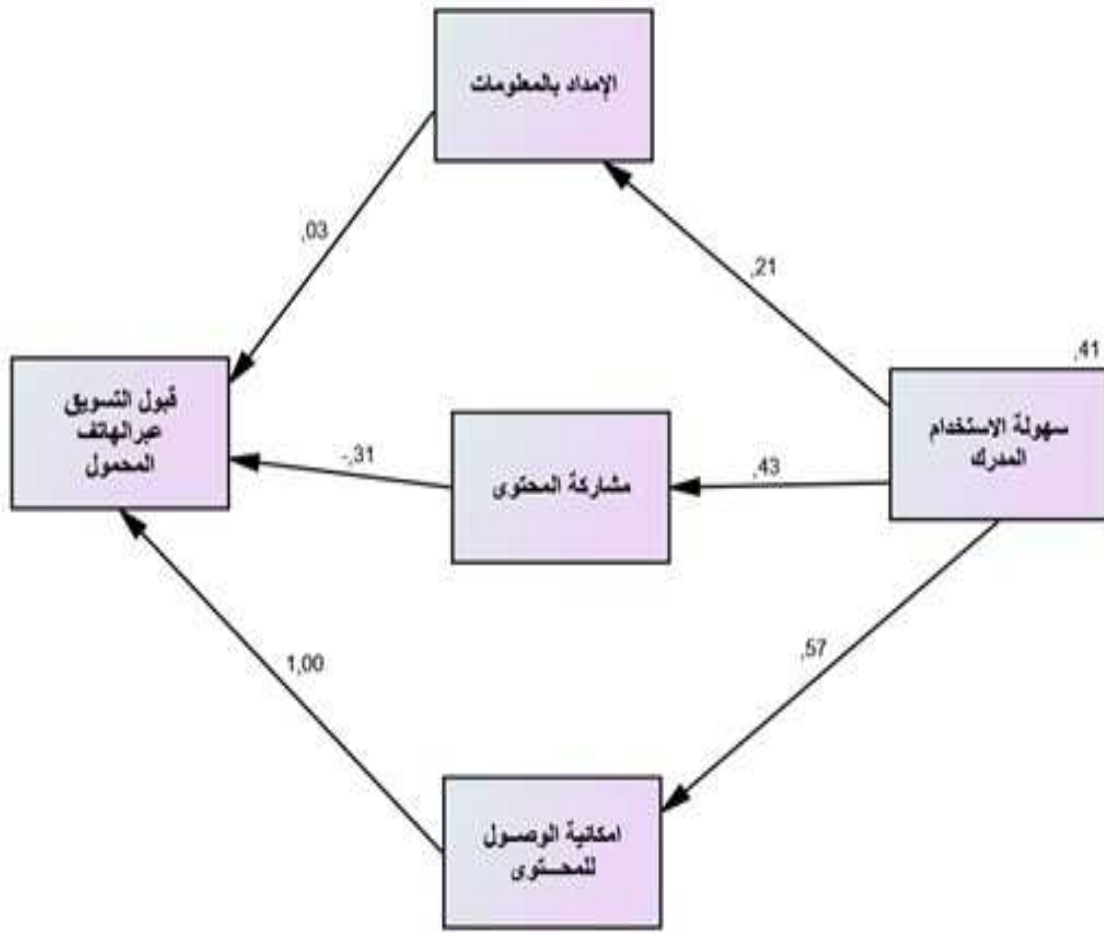 الإمداد بالمعلومات
,03
,21
,41
قبول التسويق
عبرالهاتف
المحمول
سهولة الإستخدام
المدرك
مشاركة المحتوى
-,31
,43
1,00
,57
امكانية الوصول
للمحتوى